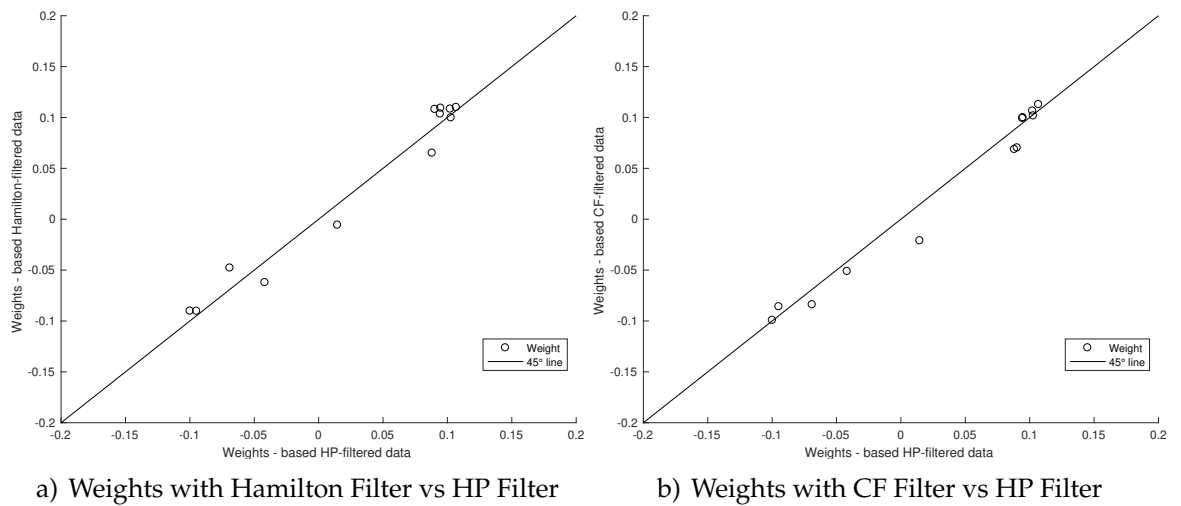 0.2
0.15
0.1
0.05
0
-0.05
-0.1
-0.15
-0.2
Weights - based Hamilton-filtered data
-0.2 -0.15 -0.1 -0.05 0 0.05 0.1 0.15 0.2
Weights - based HP-filtered data
Weight
45° line
a) Weights with Hamilton Filter vs HP Filter
0.2
0.15
0.1
0.05
0
-0.05
-0.1
-0.15
-0.2
Weights - based CF-filtered data
-0.2 -0.15 -0.1 -0.05 0 0.05 0.1 0.15 0.2
Weights - based HP-filtered data
Weight
45° line
b) Weights with CF Filter vs HP Filter